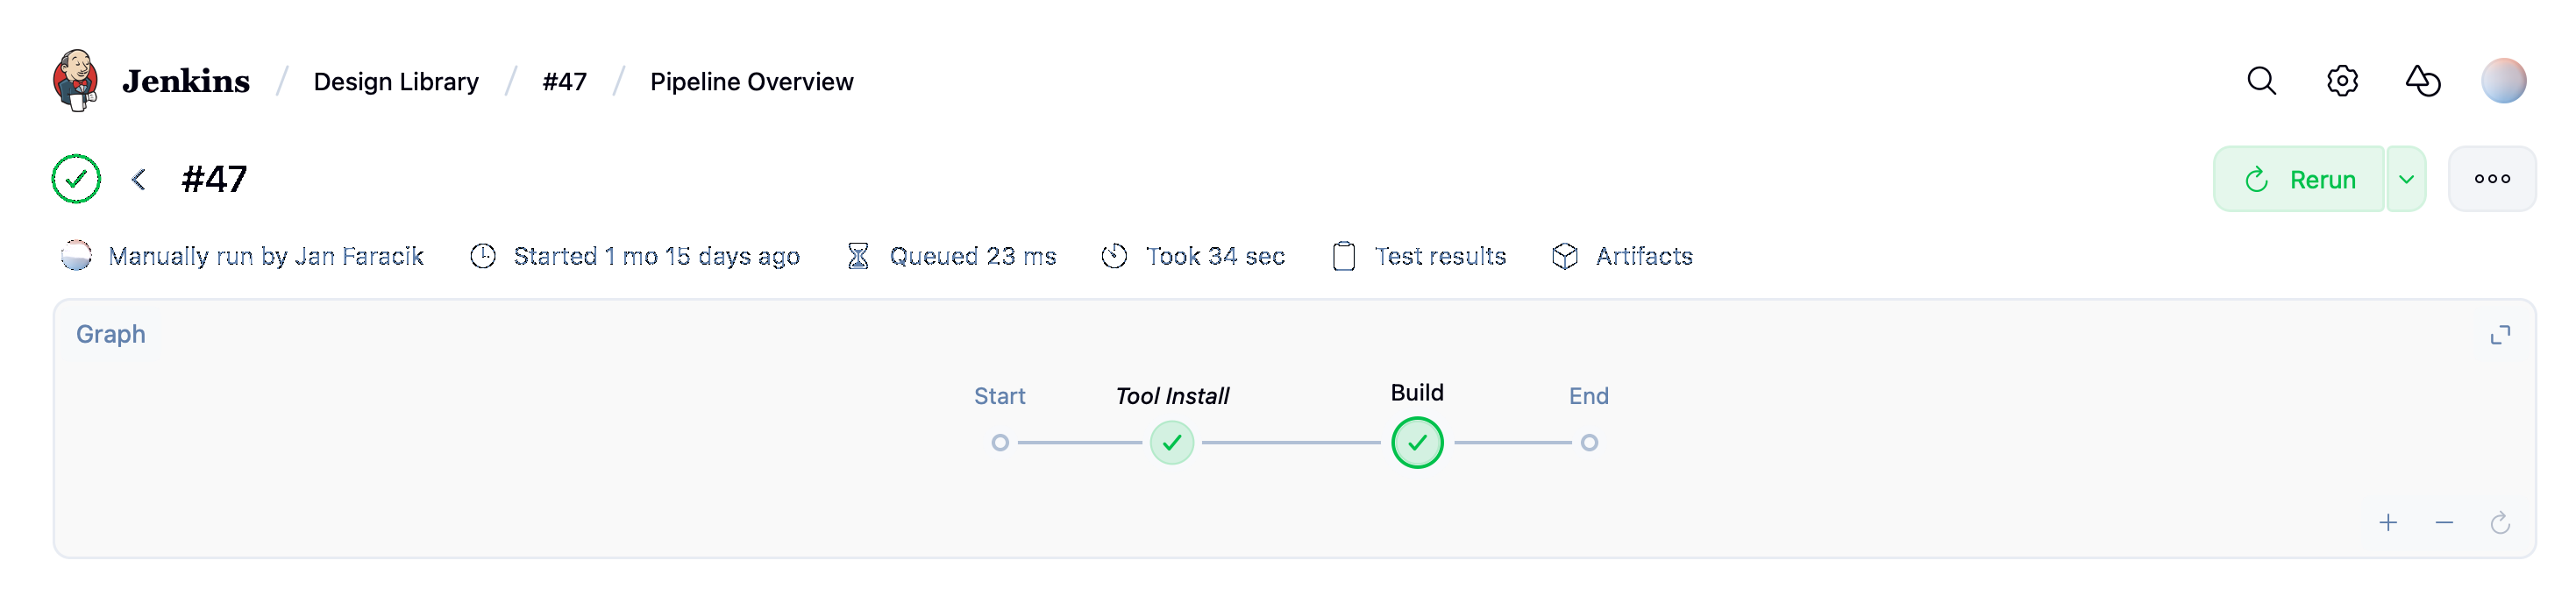 Jenkins / Design Library / #47 / Pipeline Overview
#47
Rerun
Manually run by Jan Faracik Started 1 mo 15 days ago Queued 23 ms Took 34 sec Test results Artifacts
Graph
Start Tool Install Build End